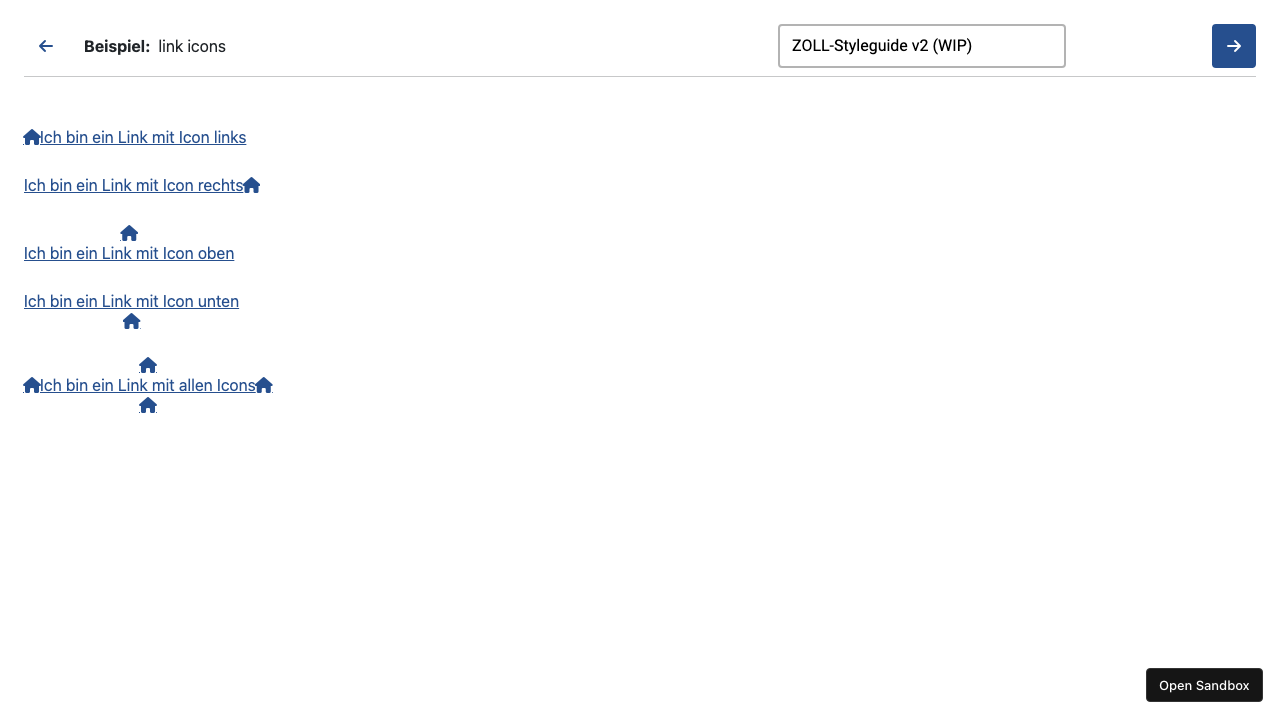 Beispiel: link icons
ZOLL-Styleguide v2 (WIP)
Ich bin ein Link mit Icon links
Ich bin ein Link mit Icon rechts
Ich bin ein Link mit Icon oben
Ich bin ein Link mit Icon unten
Ich bin ein Link mit allen Icons
Open Sandbox